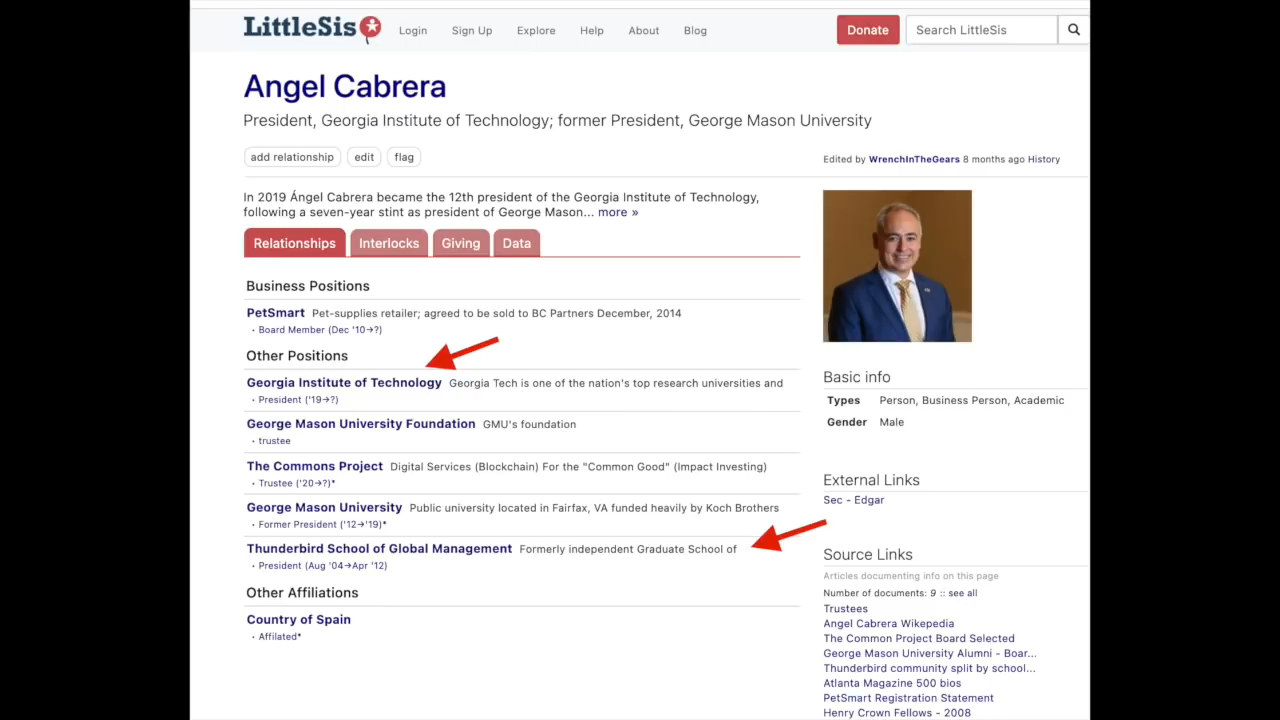 LittleSis
Login Sign Up Explore Help About Blog Donate Search LittleSis
Angel Cabrera
President, Georgia Institute of Technology; former President, George Mason University
add relationship edit flag
Edited by WrenchInTheGears 8 months ago History
In 2019 Ángel Cabrera became the 12th president of the Georgia Institute of Technology,
following a seven-year stint as president of George Mason... more »
Relationships Interlocks Giving Data
Business Positions
PetSmart Pet-supplies retailer; agreed to be sold to BC Partners December, 2014
· Board Member (Dec '10→?)
Other Positions
Georgia Institute of Technology Georgia Tech is one of the nation's top research universities and
· President ('19→?)
George Mason University Foundation GMU's foundation
· trustee
The Commons Project Digital Services (Blockchain) For the "Common Good" (Impact Investing)
· Trustee ('20→?)*
George Mason University Public university located in Fairfax, VA funded heavily by Koch Brothers
· Former President ('12→'19)*
Thunderbird School of Global Management Formerly independent Graduate School of
· President (Aug '04→Apr '12)
Other Affiliations
Country of Spain
· Affilated*
Basic info
Types Person, Business Person, Academic
Gender Male
External Links
Sec - Edgar
Source Links
Articles documenting info on this page
Number of documents: 9 :: see all
Trustees
Angel Cabrera Wikepedia
The Common Project Board Selected
George Mason University Alumni - Boar...
Thunderbird community split by school...
Atlanta Magazine 500 bios
PetSmart Registration Statement
Henry Crown Fellows - 2008